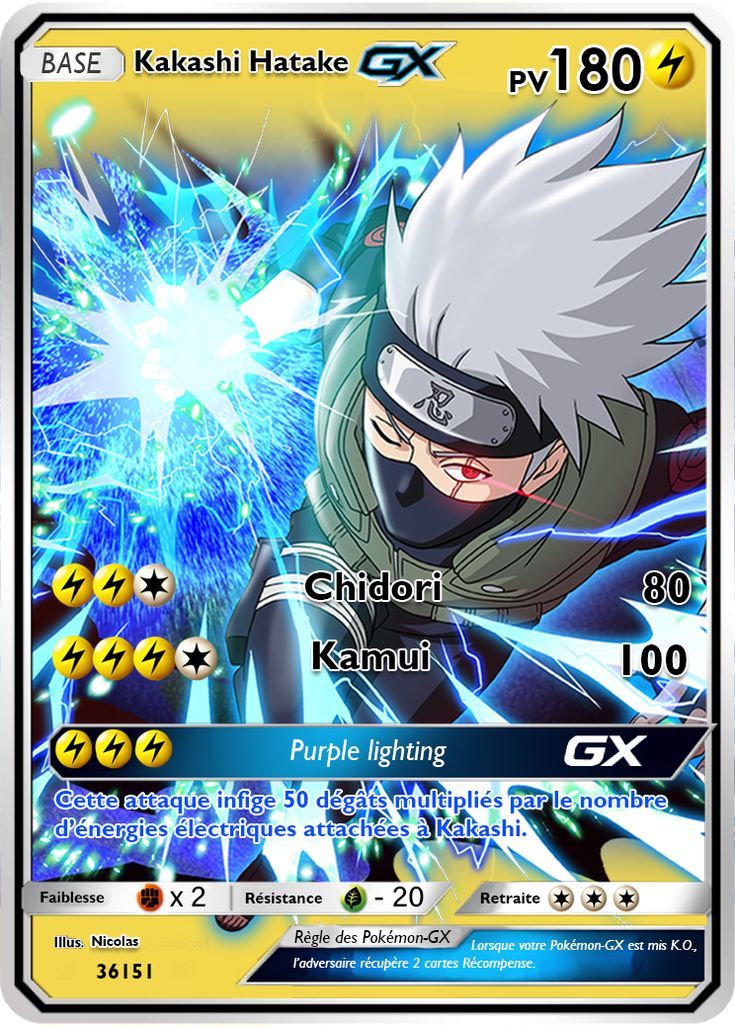 BASE Kakashi Hatake GX PV180
忍
Chidori 80
Kamui 100
Purple lighting GX
Cette attaque infige 50 dégâts multipliés par le nombre
d'énergies électriques attachées à Kakashi.
Faiblesse x 2 Résistance - 20 Retraite
Illus. Nicolas
36151
Règle des Pokémon-GX
Lorsque votre Pokémon-GX est mis K.O.,
l'adversaire récupère 2 cartes Récompense.